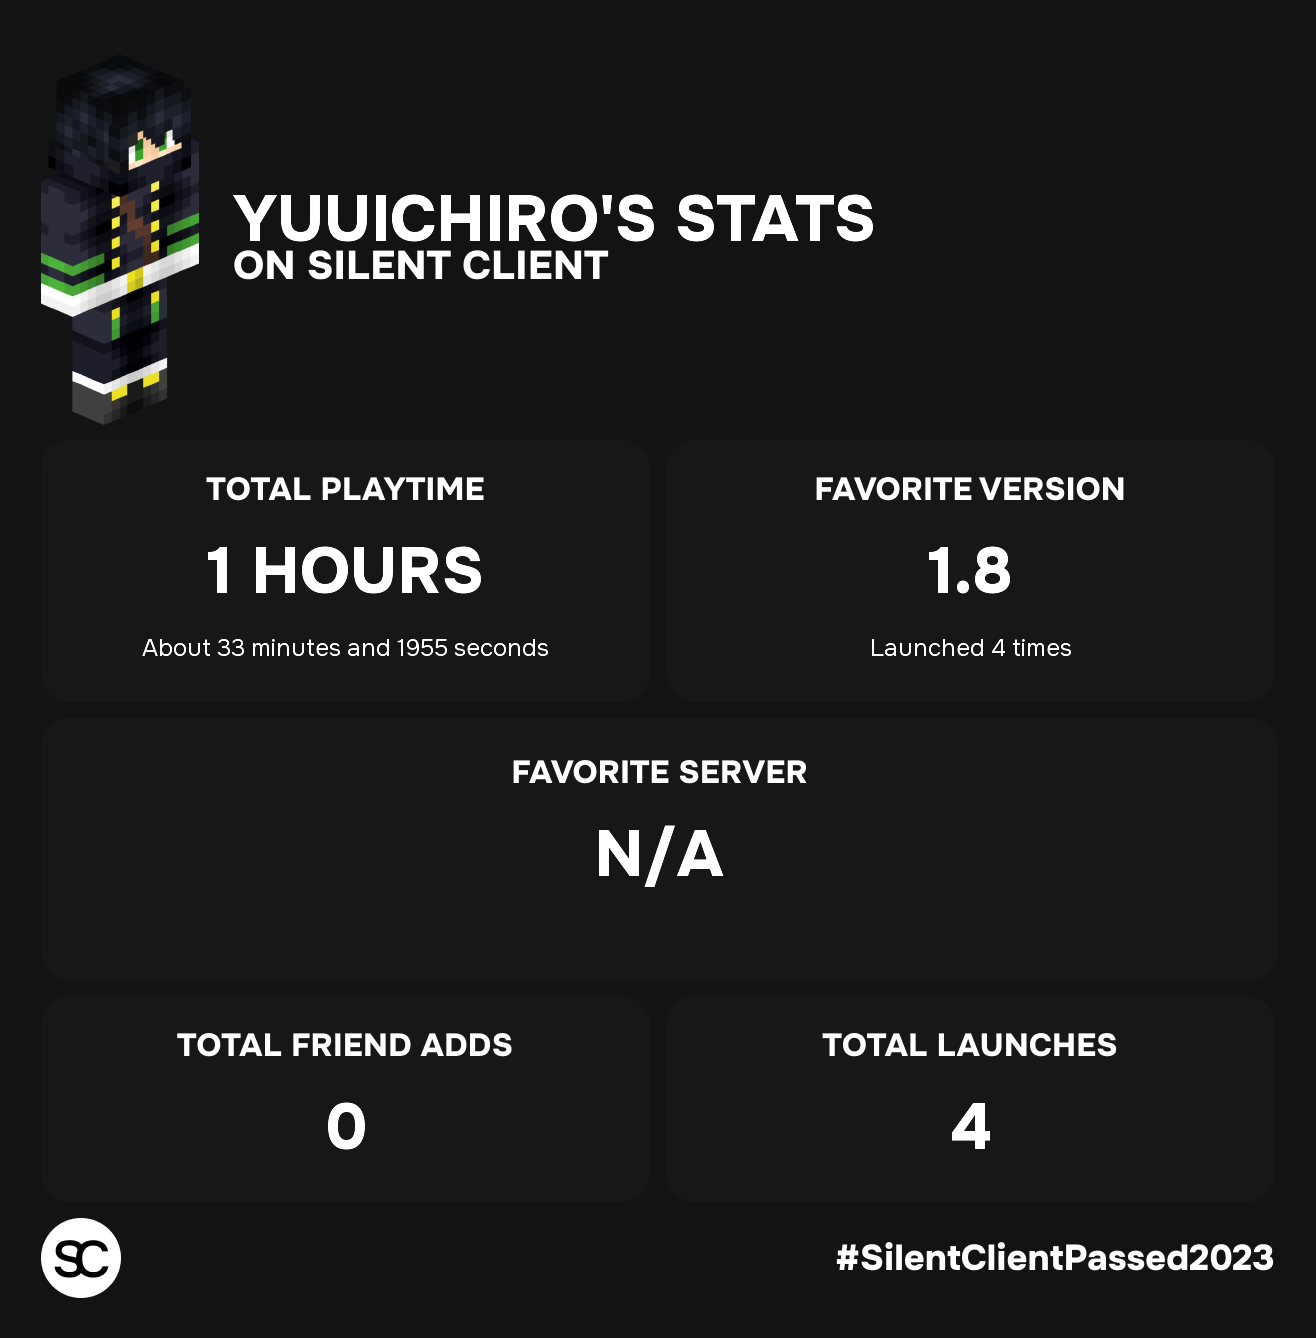 YUUICHIRO'S STATS
ON SILENT CLIENT
TOTAL PLAYTIME
1 HOURS
About 33 minutes and 1955 seconds
FAVORITE VERSION
1.8
Launched 4 times
FAVORITE SERVER
N/A
TOTAL FRIEND ADDS
0
TOTAL LAUNCHES
4
SC
#SilentClientPassed2023